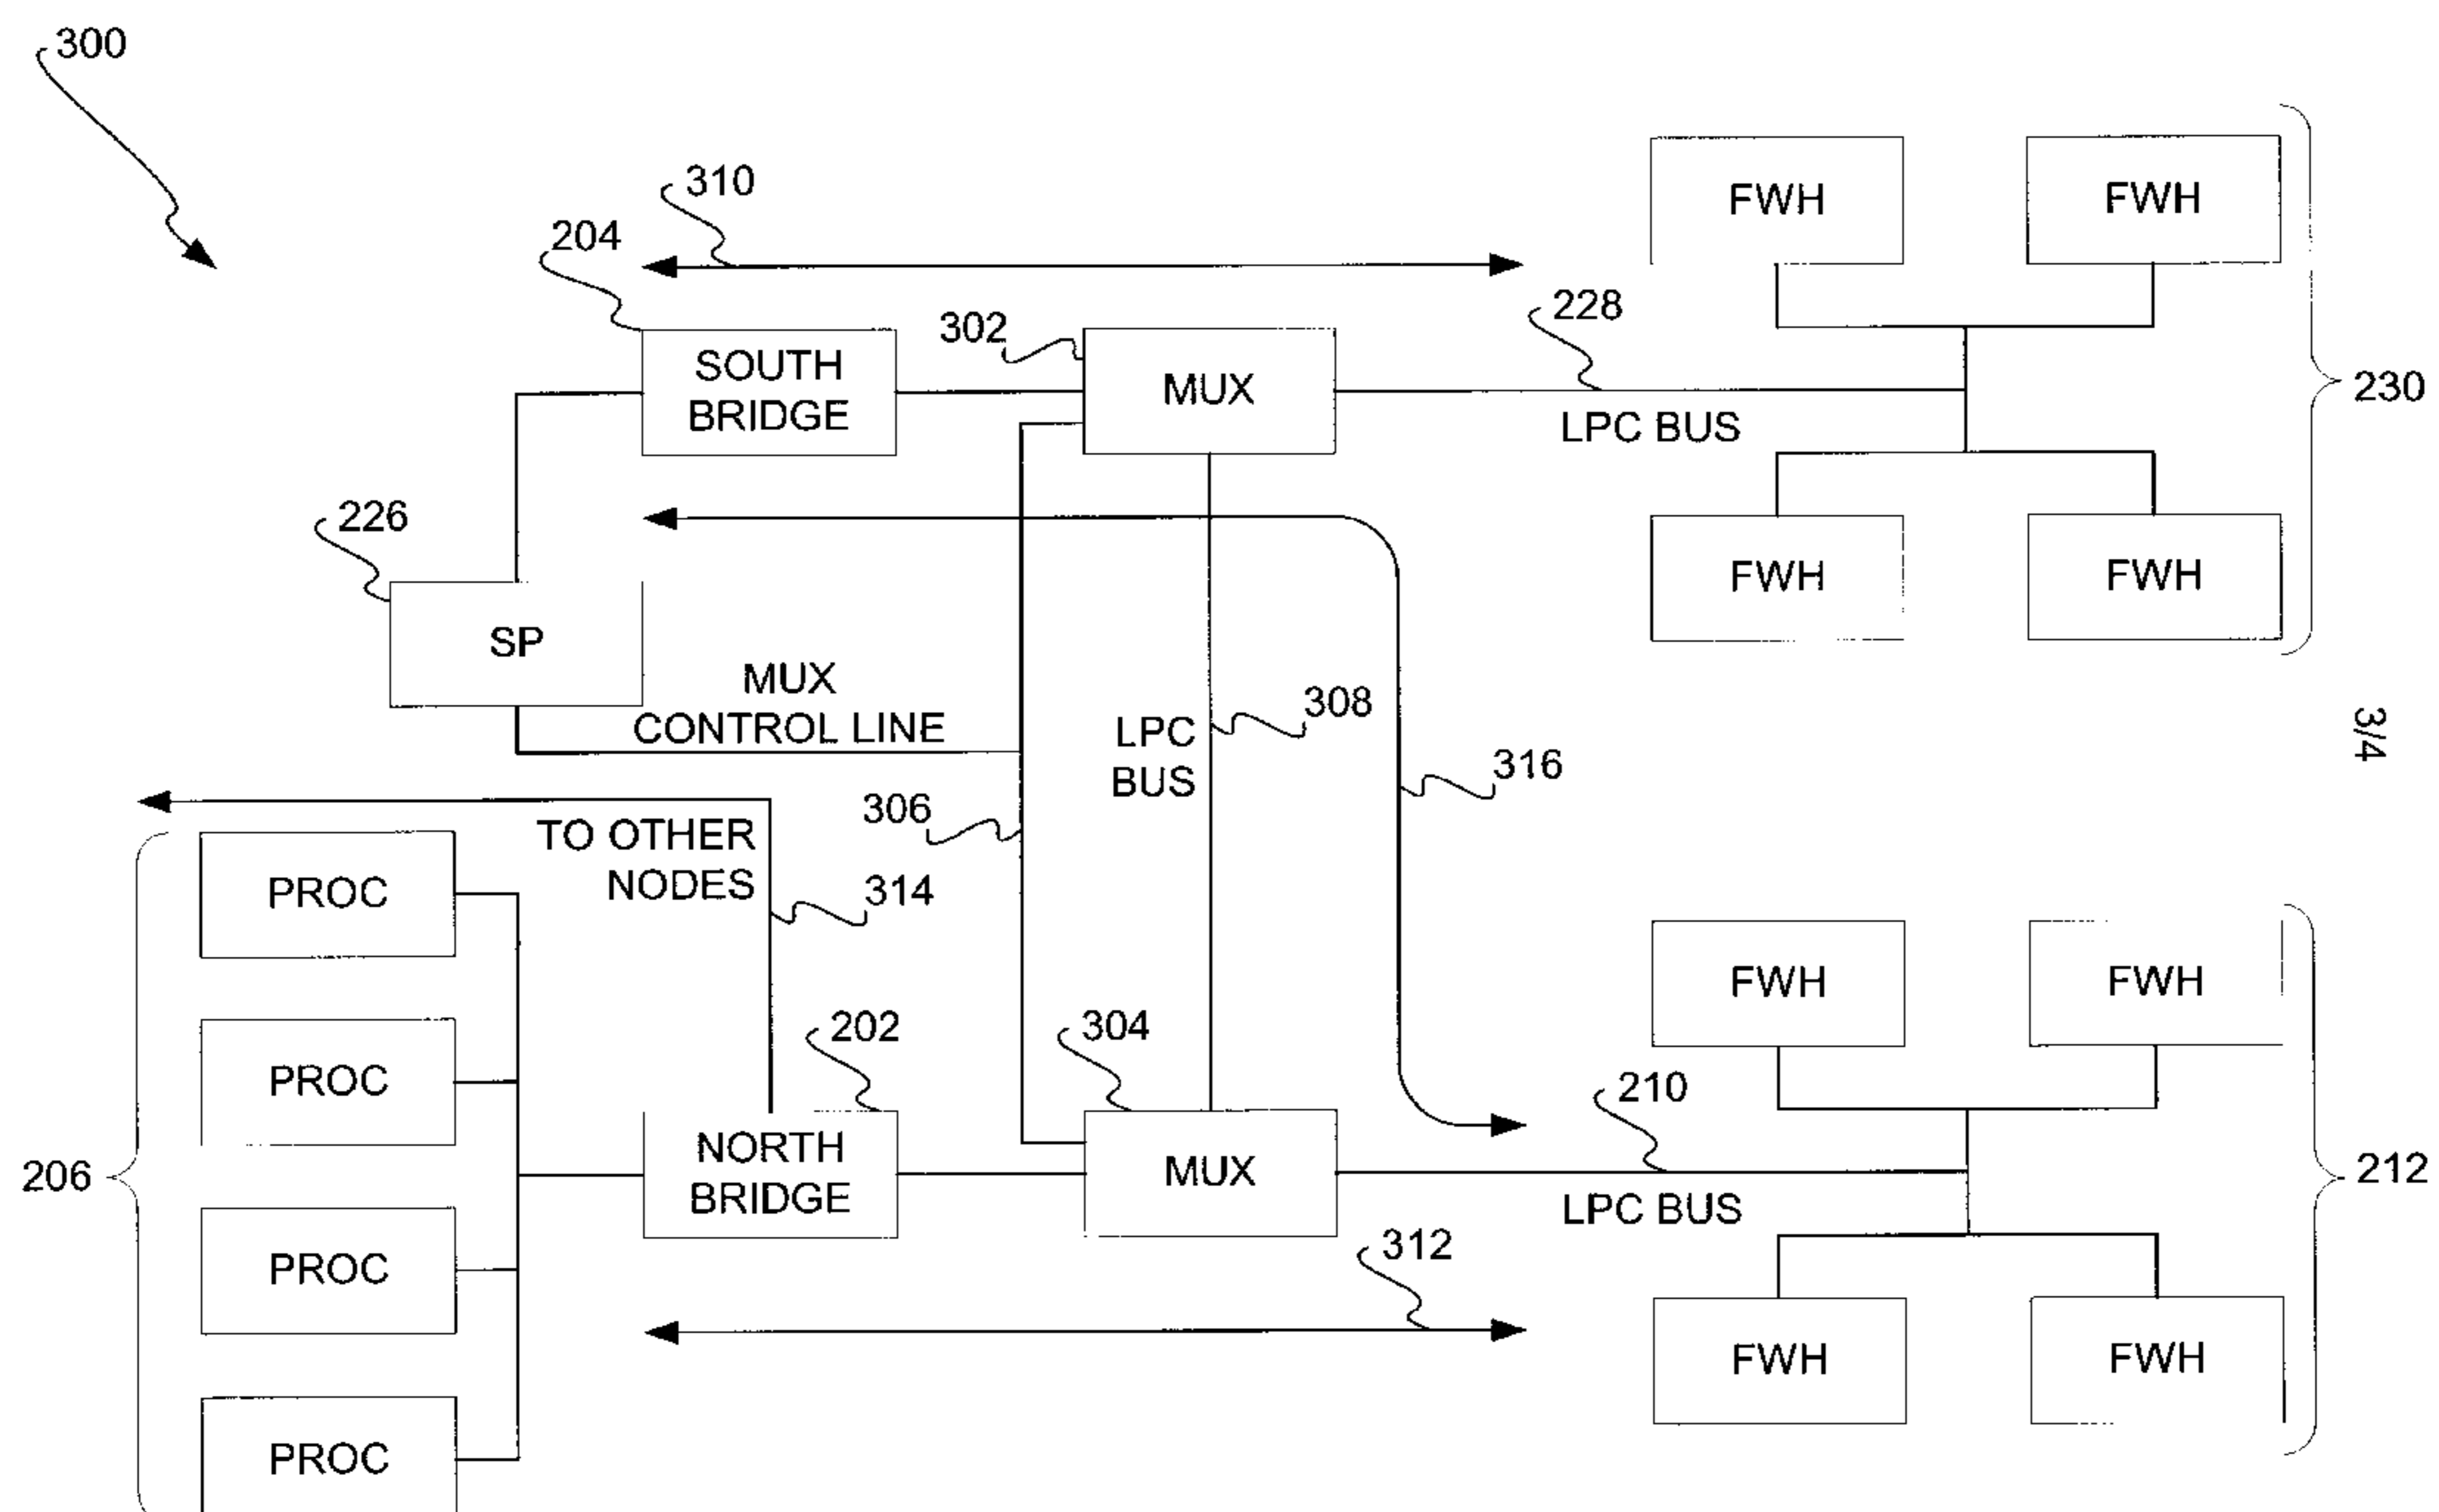 300
310
FWH
FWH
204
228
302
SOUTH
BRIDGE
MUX
230
LPC BUS
226
FWH
FWH
SP
MUX
CONTROL LINE
308
LPC
BUS
3/4
316
306
TO OTHER
NODES
314
PROC
FWH
FWH
202
304
PROC
210
NORTH
BRIDGE
MUX
206
212
LPC BUS
312
PROC
FWH
FWH
PROC